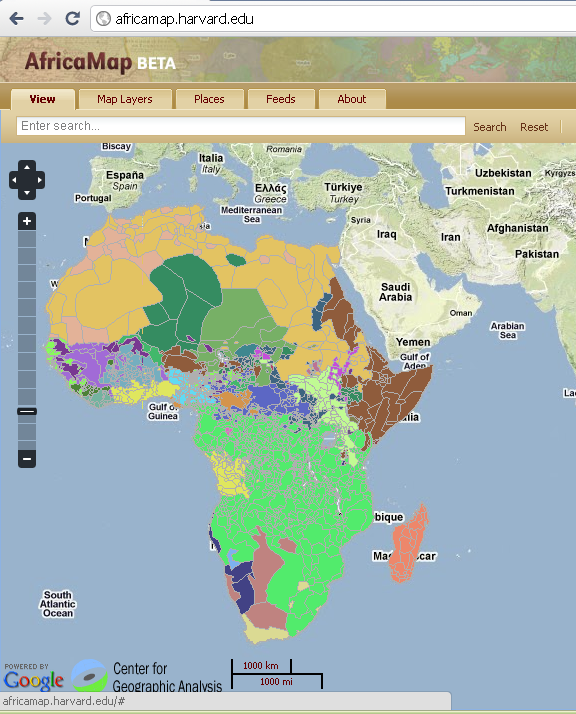 africamap.harvard.edu
AfricaMap BETA
View Map Layers Places Feeds About
Enter search... Search Reset
Biscay
Romania
Italia
Italy
España
Spain
Portugal
Ελλάς
Greece
Türkiye
Turkey
Uzbekistan
Kyrgyzs
Turkmenistan
Mediterranean
Sea
Syria
Iraq
Iran
Afghanistan
Pakistan
Saudi
Arabia
Oman
Arabian
Sea
Yemen
Gulf of
Aden
Gulf of
Guinea
bique
car
South
Atlantic
Ocean
POWERED BY
Google
Center for
Geographic Analysis
1000 km
1000 mi
africamap.harvard.edu/#